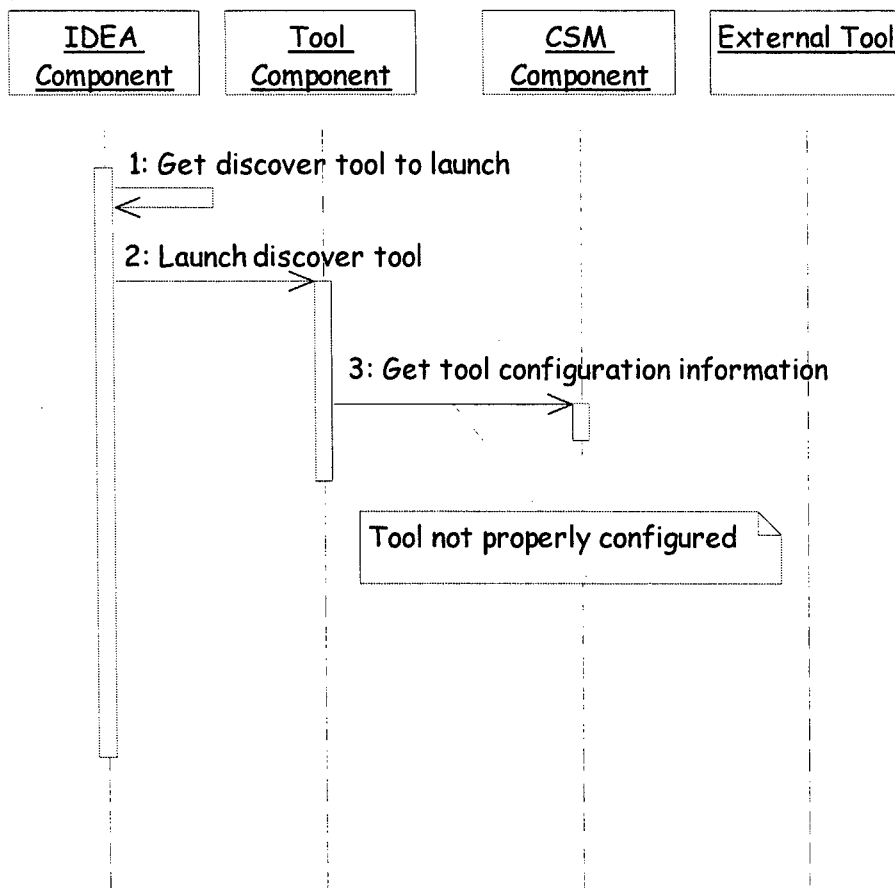 IDEA
Component
Tool
Component
CSM
Component
External Tool
1: Get discover tool to launch
2: Launch discover tool
3: Get tool configuration information
Tool not properly configured